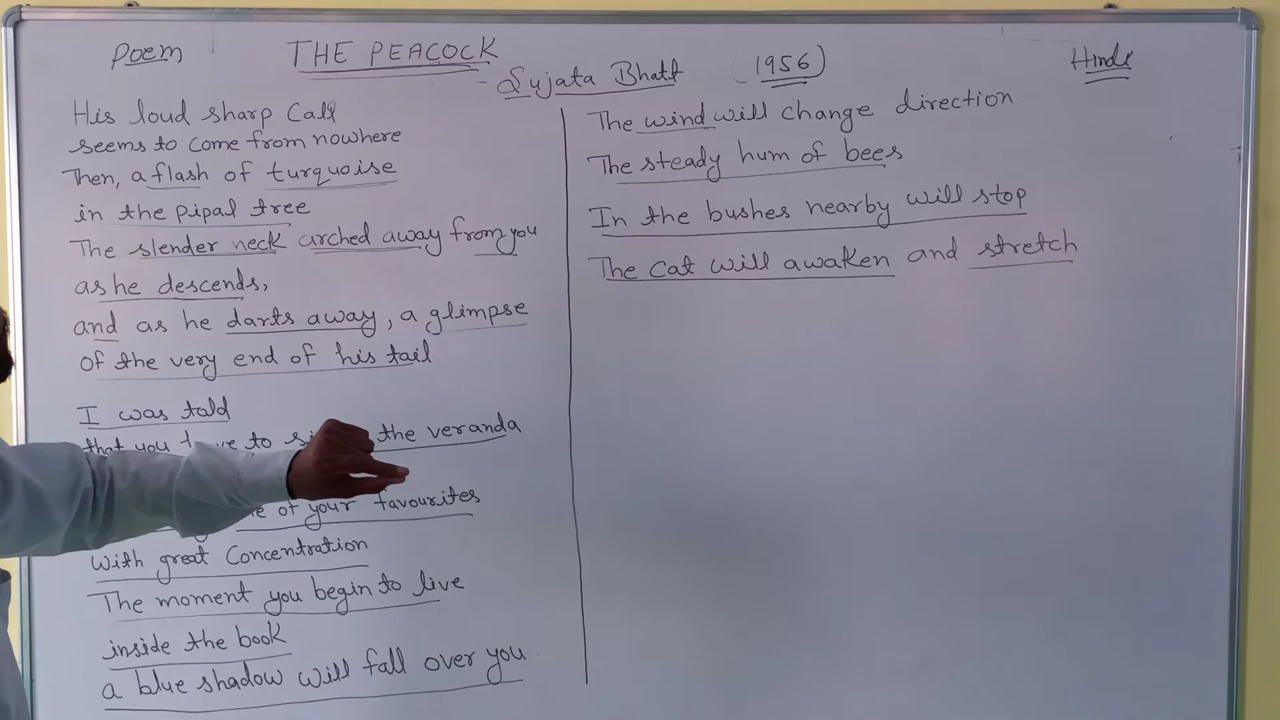 Poem
THE PEACOCK
- Sujata Bhatt (1956)
Hindi
His loud sharp Call
seems to come from nowhere
Then, a flash of turquoise
in the pipal tree
The slender neck arched away from you
as he descends,
and as he darts away, a glimpse
of the very end of his tail
I was told
that you to the veranda
of your favourites
with great Concentration
The moment you begin to live
inside the book
a blue shadow will fall over you
The wind will change direction
The steady hum of bees
In the bushes nearby will stop
The cat will awaken and stretch